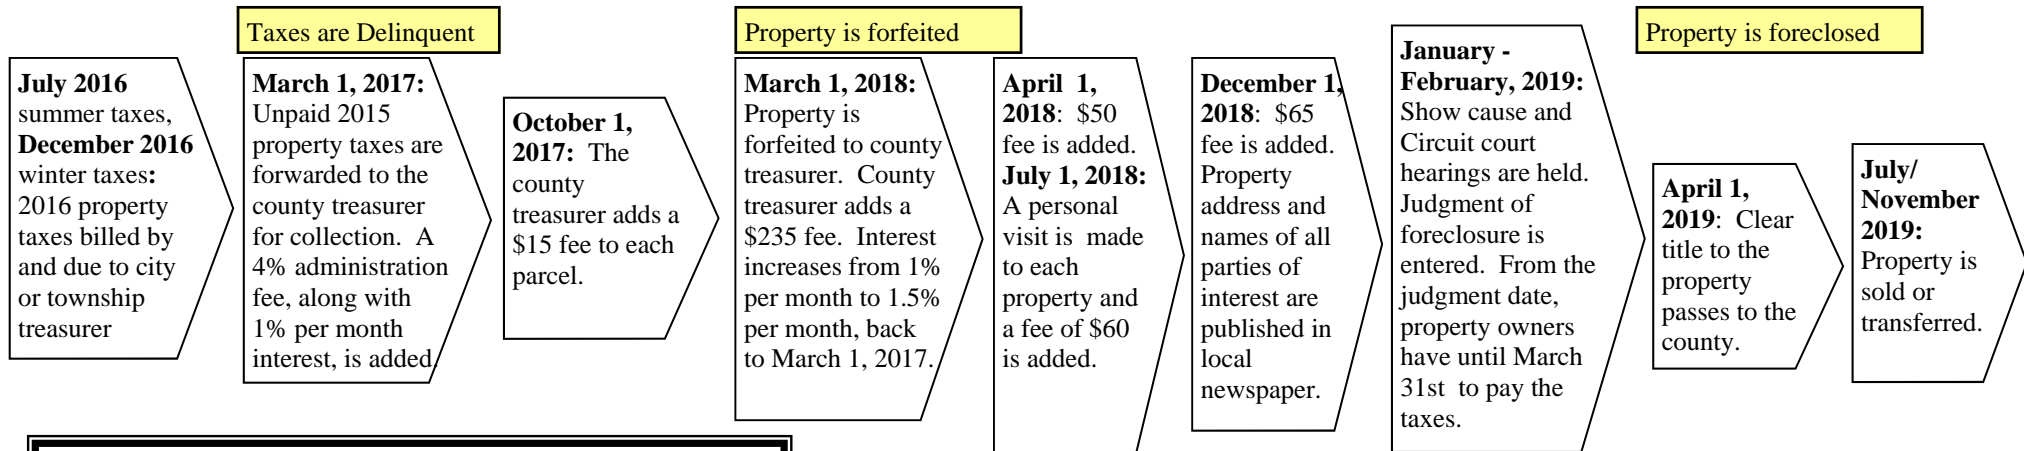 Taxes are Delinquent
Property is forfeited
Property is foreclosed
July 2016
summer taxes,
December 2016
winter taxes:
2016 property
taxes billed by
and due to city
or township
treasurer
March 1, 2017:
Unpaid 2015
property taxes are
forwarded to the
county treasurer
for collection.  A
4% administration
fee, along with
1% per month
interest, is added.
October 1,
2017:  The
county
treasurer adds a
$15 fee to each
parcel.
March 1, 2018:
Property is
forfeited to county
treasurer.  County
treasurer adds a
$235 fee.  Interest
increases from 1%
per month to 1.5%
per month, back
to March 1, 2017.
April  1,
2018:  $50
fee is added.
July 1, 2018:
A personal
visit is  made
to each
property and
a fee of $60
is added.
December 1,
2018:  $65
fee is added.
Property
address and
names of all
parties of
interest are
published in
local
newspaper.
January -
February, 2019:
Show cause and
Circuit court
hearings are held.
Judgment of
foreclosure is
entered.  From the
judgment date,
property owners
have until March
31st  to pay the
taxes.
April 1,
2019:  Clear
title to the
property
passes to the
county.
July/
November
2019:
Property is
sold or
transferred.